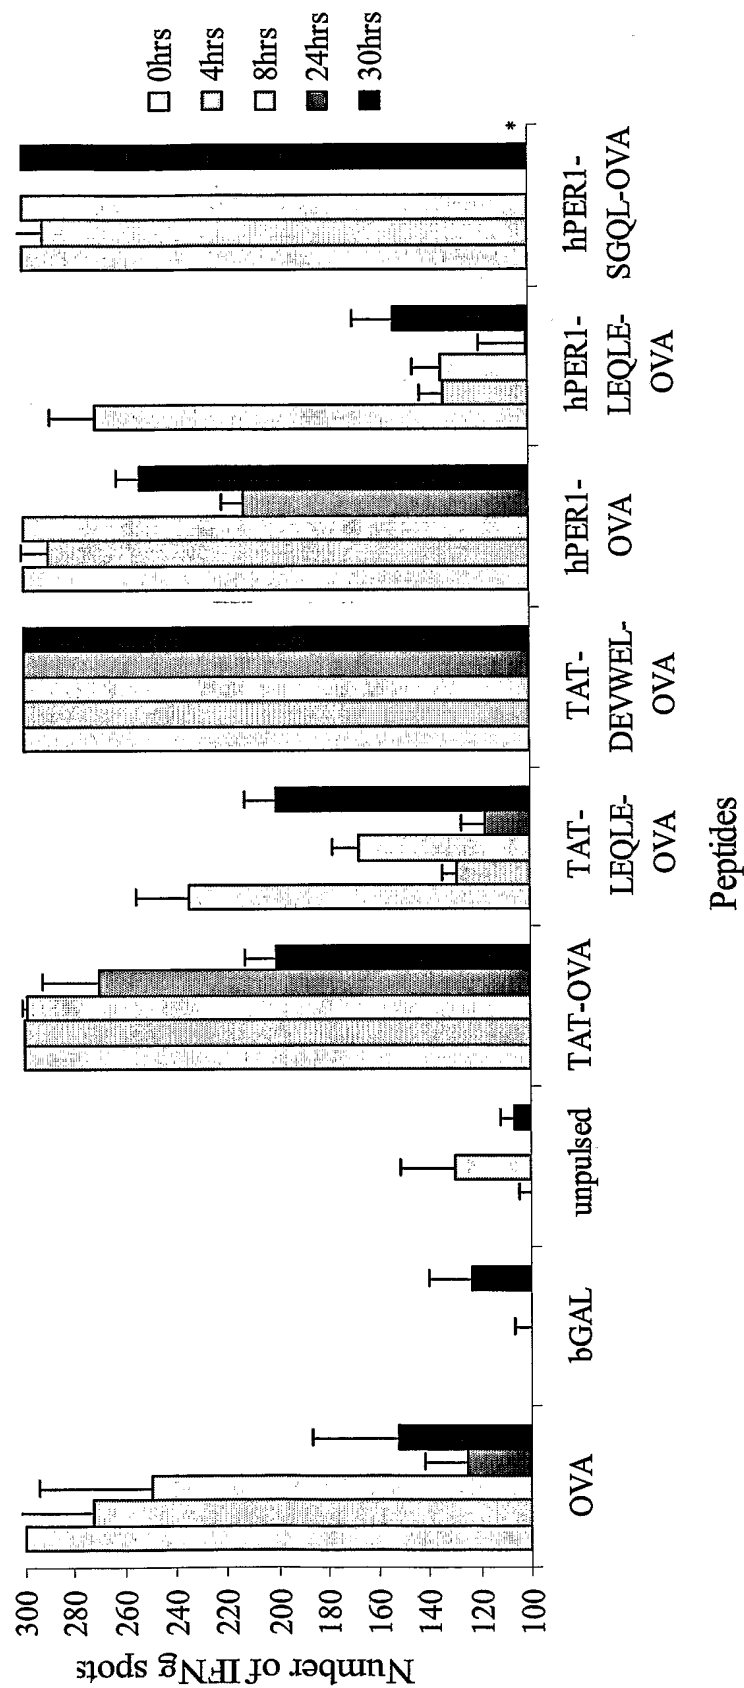 Number of IFNg spots
300
280
260
240
220
200
180
160
140
120
100
OVA
bGAL
unpulsed
TAT-OVA
TAT-
LEQLE-
OVA
TAT-
DEVWEL-
OVA
hPER1-
OVA
hPER1-
LEQLE-
OVA
hPER1-
SGQL-OVA
*
Peptides
0hrs
4hrs
8hrs
24hrs
30hrs